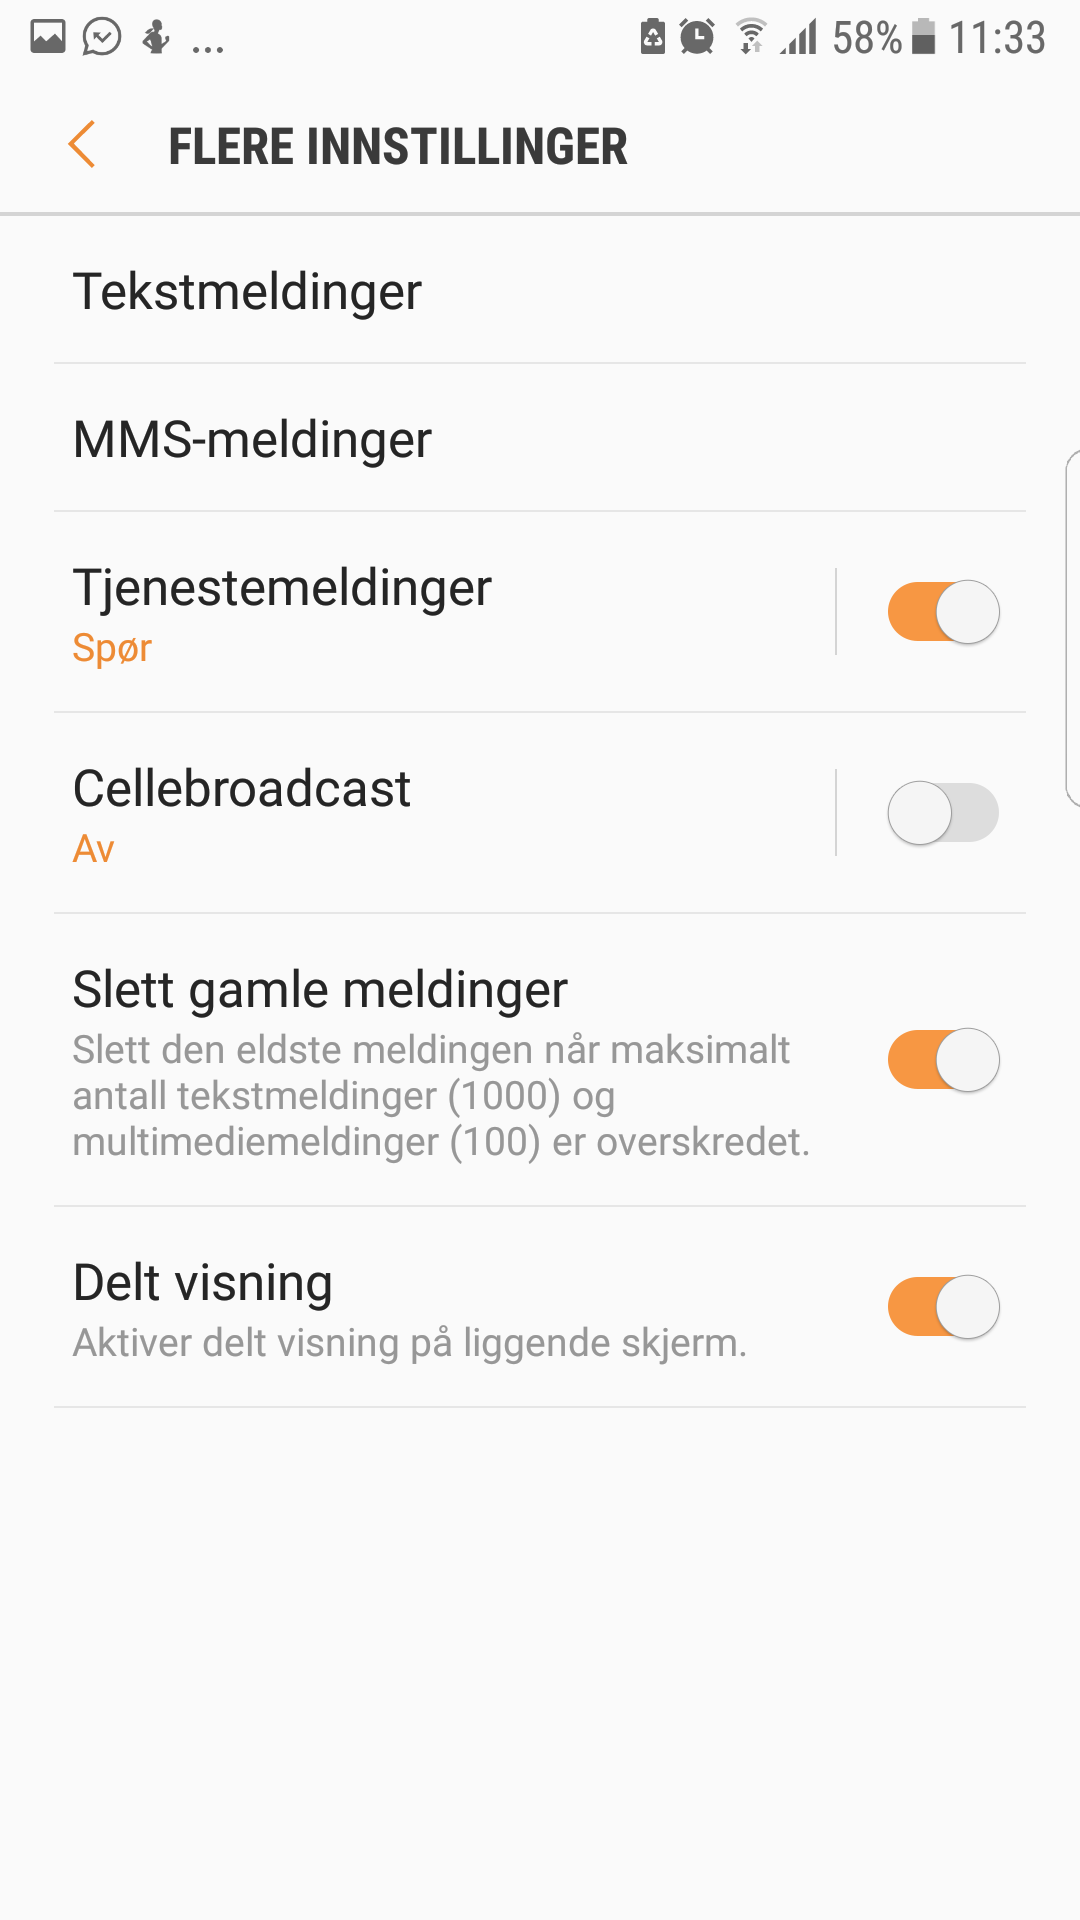 58% 11:33
FLERE INNSTILLINGER
Tekstmeldinger
MMS-meldinger
Tjenestemeldinger
Spør
Cellebroadcast
Av
Slett gamle meldinger
Slett den eldste meldingen når maksimalt
antall tekstmeldinger (1000) og
multimediemeldinger (100) er overskredet.
Delt visning
Aktiver delt visning på liggende skjerm.